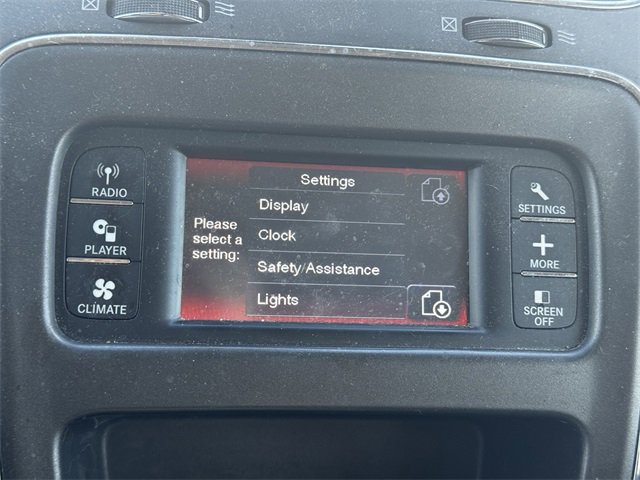 RADIO
PLAYER
CLIMATE
Settings
Please
select a
setting:
Display
Clock
Safety/Assistance
Lights
SETTINGS
MORE
SCREEN
OFF